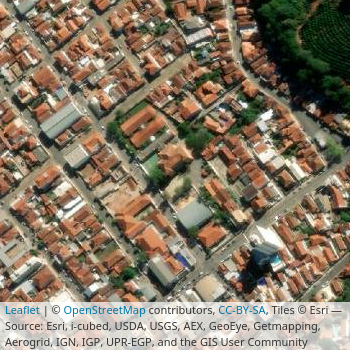 Leaflet | © OpenStreetMap contributors, CC-BY-SA, Tiles © Esri —
Source: Esri, i-cubed, USDA, USGS, AEX, GeoEye, Getmapping,
Aerogrid, IGN, IGP, UPR-EGP, and the GIS User Community